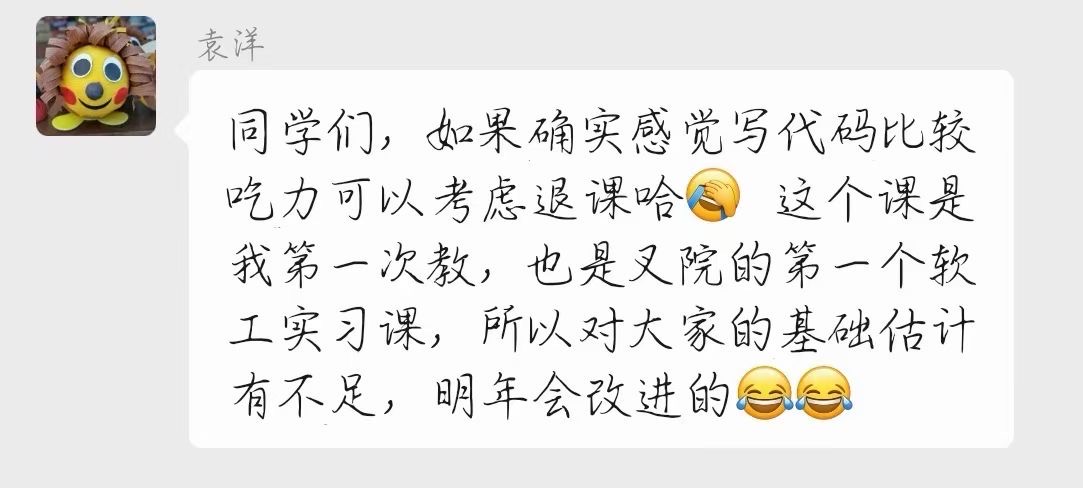 袁洋
同学们，如果确实感觉写代码比较
吃力可以考虑退课哈🤦 这个课是
我第一次教，也是叉院的第一个软
工实习课，所以对大家的基础估计
有不足，明年会改进的😂😂